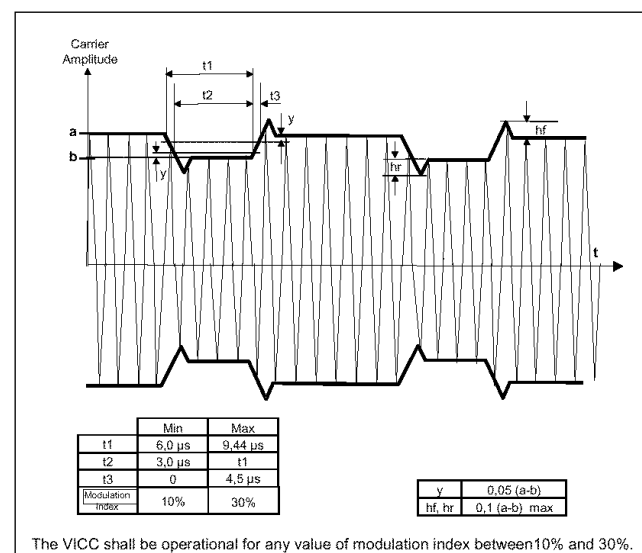 Carrier
Amplitude
t1
t2
t3
y
hf
a
b
y
hr
t
Min Max
t1 6,0 µs 9,44 µs
t2 3,0 µs t1
t3 0 4,5 µs
Modulation
Index 10% 30%
y 0,05 (a-b)
hf, hr 0,1 (a-b) max
The VICC shall be operational for any value of modulation index between10% and 30%.